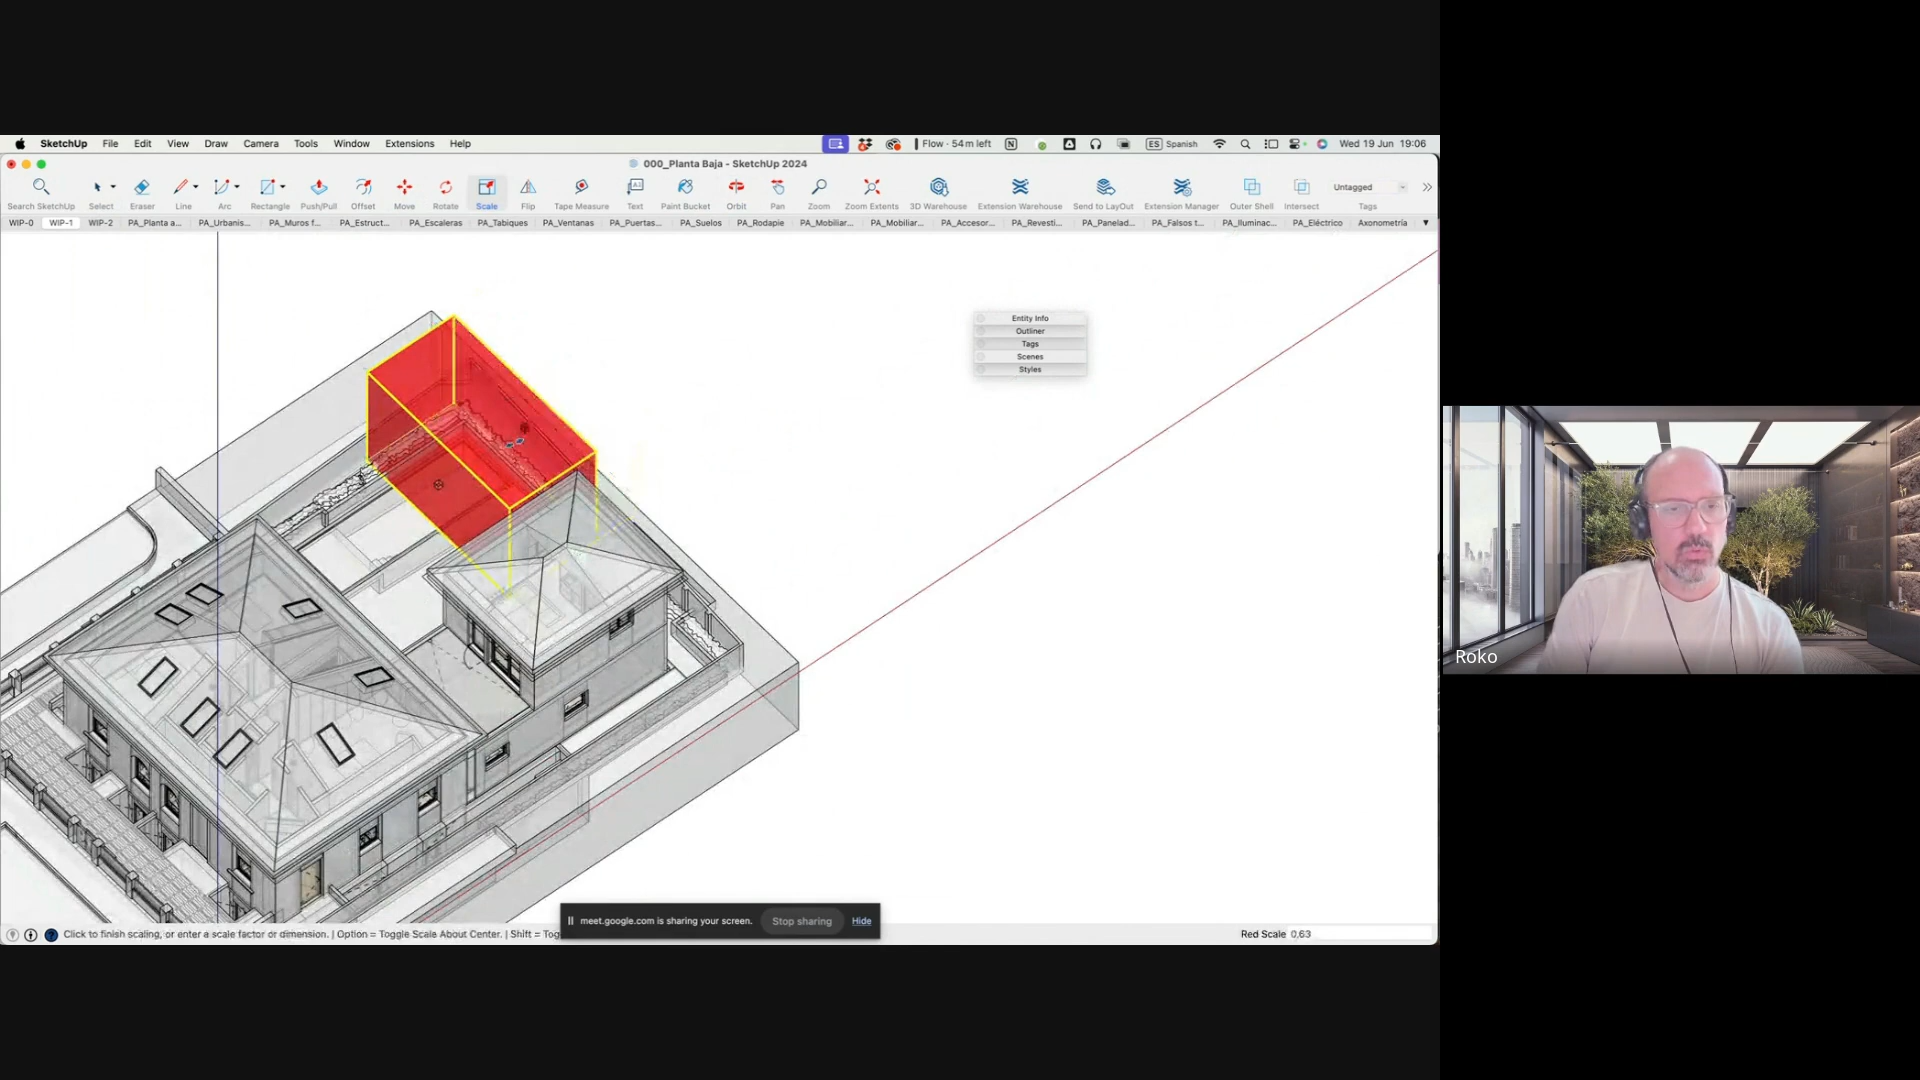 SketchUp File Edit View Draw Camera Tools Window Extensions Help
Flow · 54m left ES Spanish Wed 19 Jun 19:06
000_Planta Baja - SketchUp 2024
Search SketchUp Select Eraser Line Arc Rectangle Push/Pull Offset Move Rotate Scale Flip Tape Measure Text Paint Bucket Orbit Pan Zoom Zoom Extents 3D Warehouse Extension Warehouse Send to LayOut Extension Manager Outer Shell Intersect Untagged Tags
WIP-0 WIP-1 WIP-2 PA_Planta a... PA_Urbanis... PA_Muros f... PA_Estruct... PA_Escaleras PA_Tabiques PA_Ventanas PA_Puertas... PA_Suelos PA_Rodapie PA_Mobiliar... PA_Mobiliar... PA_Accesor... PA_Revesti... PA_Panelad... PA_Falsos t... PA_Iluminac... PA_Eléctrico Axonometría
Entity Info
Outliner
Tags
Scenes
Styles
Roko
meet.google.com is sharing your screen. Stop sharing Hide
Click to finish scaling, or enter a scale factor or dimension. | Option = Toggle Scale About Center. | Shift = Tog
Red Scale 0,63